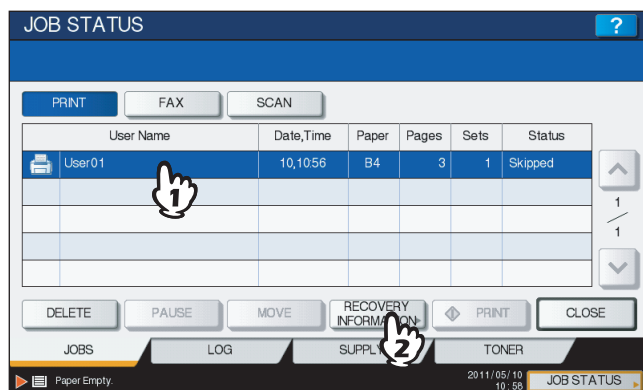 JOB STATUS ?
PRINT FAX SCAN
User Name Date,Time Paper Pages Sets Status
User01 10,10:56 B4 3 1 Skipped
1
1
1
DELETE PAUSE MOVE RECOVERY PRINT CLOSE
2
JOBS LOG TONER
Paper Empty. 2011/05/10
10:58 JOB STATUS